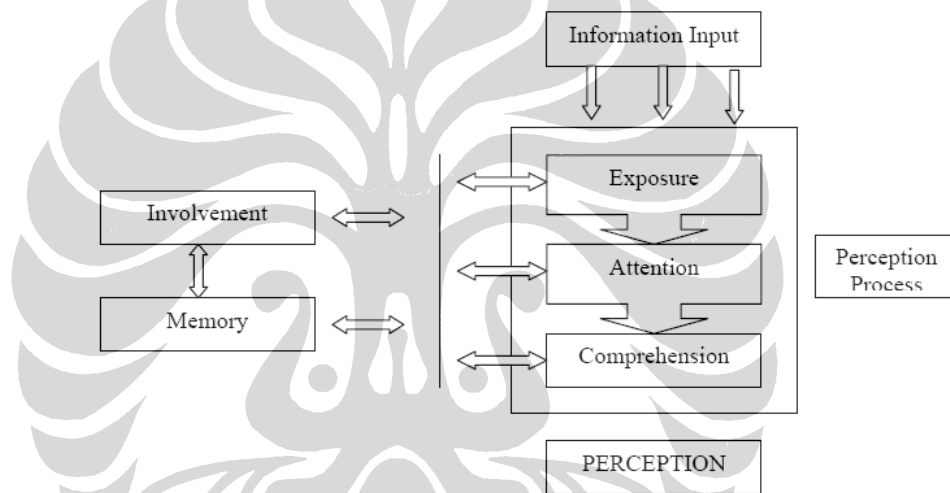 Information Input
Exposure
Involvement
Attention
Perception
Process
Memory
Comprehension
PERCEPTION